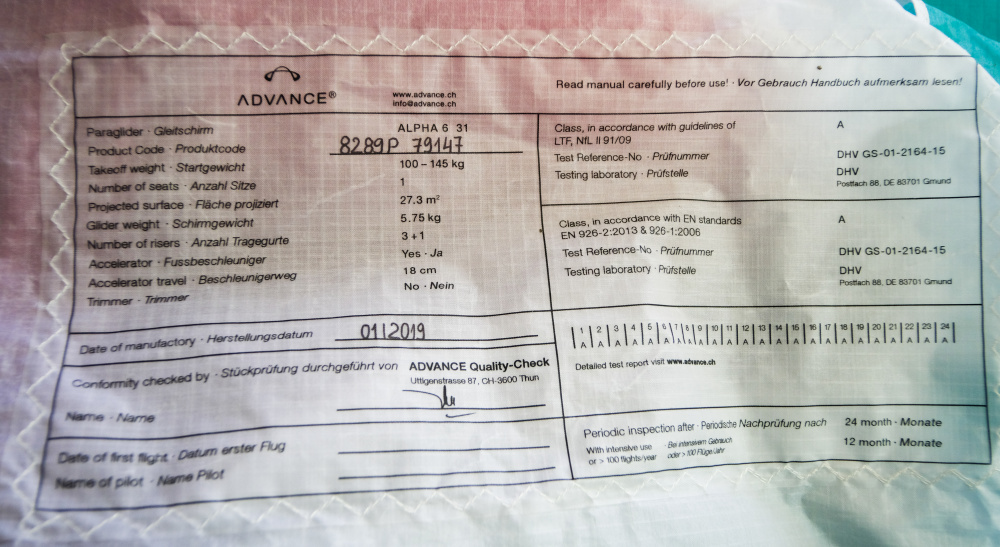 ADVANCE®
www.advance.ch
info@advance.ch
Read manual carefully before use! · Vor Gebrauch Handbuch aufmerksam lesen!
Paraglider · Gleitschirm ALPHA 6 31
Product Code · Produktcode 8289P 79147
Takeoff weight · Startgewicht 100 – 145 kg
Number of seats · Anzahl Sitze 1
Projected surface · Fläche projiziert 27.3 m²
Glider weight · Schirmgewicht 5.75 kg
Number of risers · Anzahl Tragegurte 3 + 1
Accelerator · Fussbeschleuniger Yes · Ja
Accelerator travel · Beschleunigerweg 18 cm
Trimmer · Trimmer No · Nein
Date of manufactory · Herstellungsdatum 01|2019
Conformity checked by · Stückprüfung durchgeführt von ADVANCE Quality-Check
Uttigenstrasse 87, CH-3600 Thun
Name · Name
Date of first flight · Datum erster Flug
Name of pilot · Name Pilot
Class, in accordance with guidelines of A
LTF, NfL II 91/09
Test Reference-No · Prüfnummer DHV GS-01-2164-15
Testing laboratory · Prüfstelle DHV
Postfach 88, DE 83701 Gmund
Class, in accordance with EN standards A
EN 926-2:2013 & 926-1:2006
Test Reference-No · Prüfnummer DHV GS-01-2164-15
Testing laboratory · Prüfstelle DHV
Postfach 88, DE 83701 Gmund
1 2 3 4 5 6 7 8 9 10 11 12 13 14 15 16 17 18 19 20 21 22 23 24
A A A A A A A A A A A A A A A A A A A A A A A A
Detailed test report visit www.advance.ch
Periodic inspection after · Periodische Nachprüfung nach 24 month · Monate
With intensive use · Bei intensivem Gebrauch 12 month · Monate
or > 100 flights/year oder > 100 Flüge/Jahr